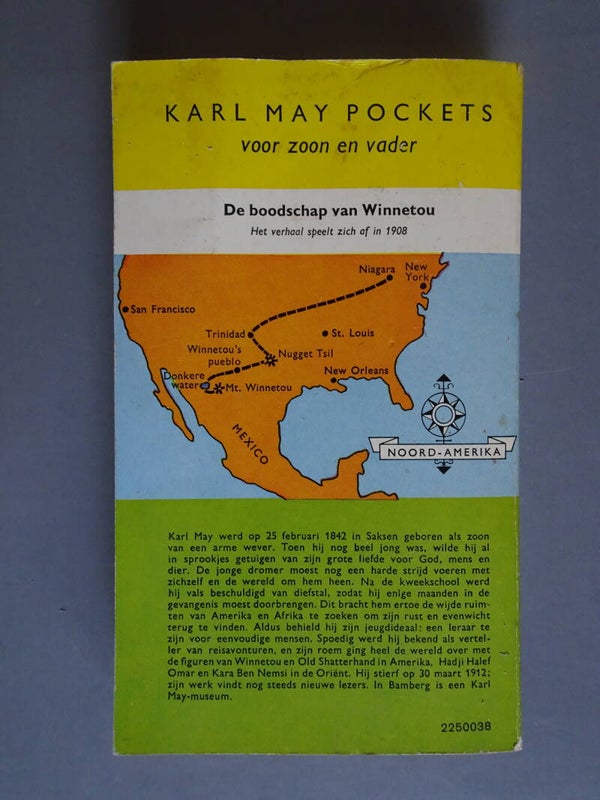 KARL MAY POCKETS
voor zoon en vader
De boodschap van Winnetou
Het verhaal speelt zich af in 1908
Niagara
New York
San Francisco
Trinidad
St. Louis
Winnetou's pueblo
Nugget Tsil
Donkere water
New Orleans
Mt. Winnetou
MEXICO
NOORD-AMERIKA
Karl May werd op 25 februari 1842 in Saksen geboren als zoon
van een arme wever. Toen hij nog heel jong was, wilde hij al
in sprookjes getuigen van zijn grote liefde voor God, mens en
dier. De jonge dromer moest nog een harde strijd voeren met
zichzelf en de wereld om hem heen. Na de kweekschool werd
hij vals beschuldigd van diefstal, zodat hij enige maanden in de
gevangenis moest doorbrengen. Dit bracht hem ertoe de wijde ruim-
ten van Amerika en Afrika te zoeken om zijn rust en evenwicht
terug te vinden. Aldus behield hij zijn jeugdideaal: een leraar te
zijn voor eenvoudige mensen. Spoedig werd hij bekend als vertel-
ler van reisavonturen, en zijn roem ging heel de wereld over met
de figuren van Winnetou en Old Shatterhand in Amerika, Hadji Halef
Omar en Kara Ben Nemsi in de Oriënt. Hij stierf op 30 maart 1912;
zijn werk vindt nog steeds nieuwe lezers. In Bamberg is een Karl
May-museum.
2250038